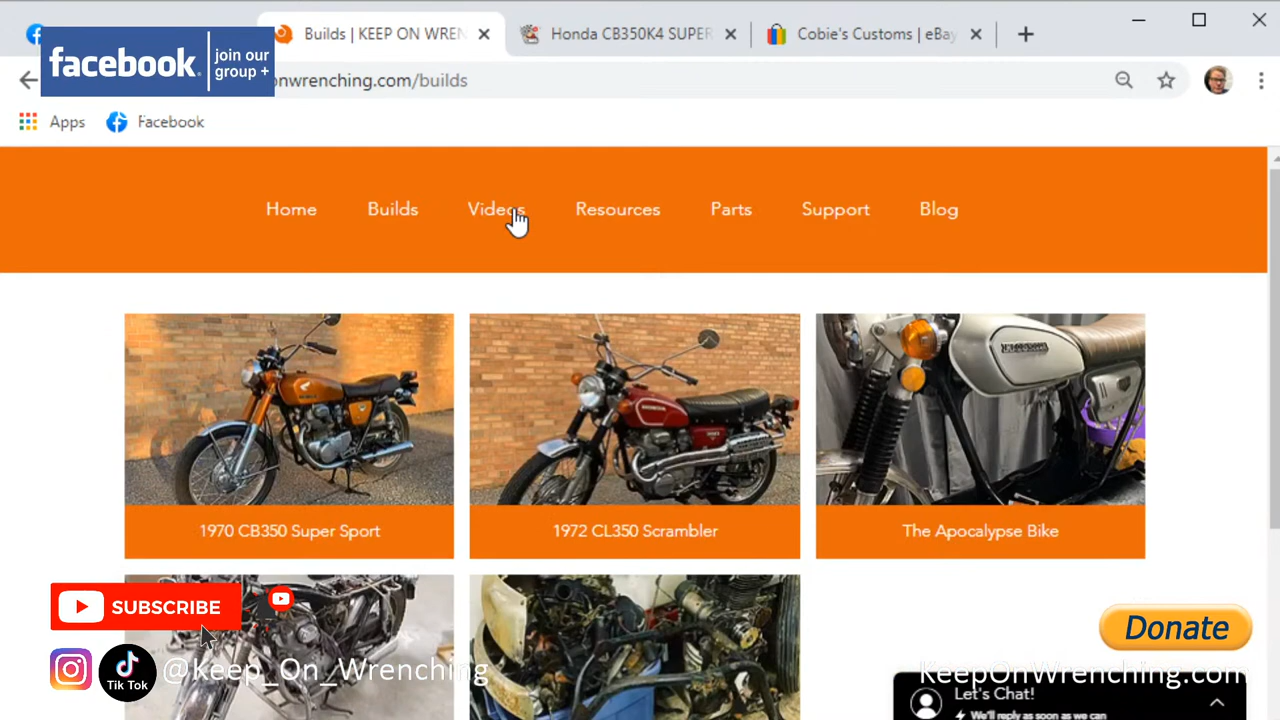 Builds | KEEP ON WREN
Honda CB350K4 SUPER
Cobie's Customs | eBay
facebook
join our
group +
onwrenching.com/builds
Apps
Facebook
Home
Builds
Videos
Resources
Parts
Support
Blog
HONDA
1970 CB350 Super Sport
1972 CL350 Scrambler
The Apocalypse Bike
SUBSCRIBE
Donate
Tik Tok
@keep_On_Wrenching
KeepOnWrenching.com
Let's Chat!
We'll reply as soon as we can